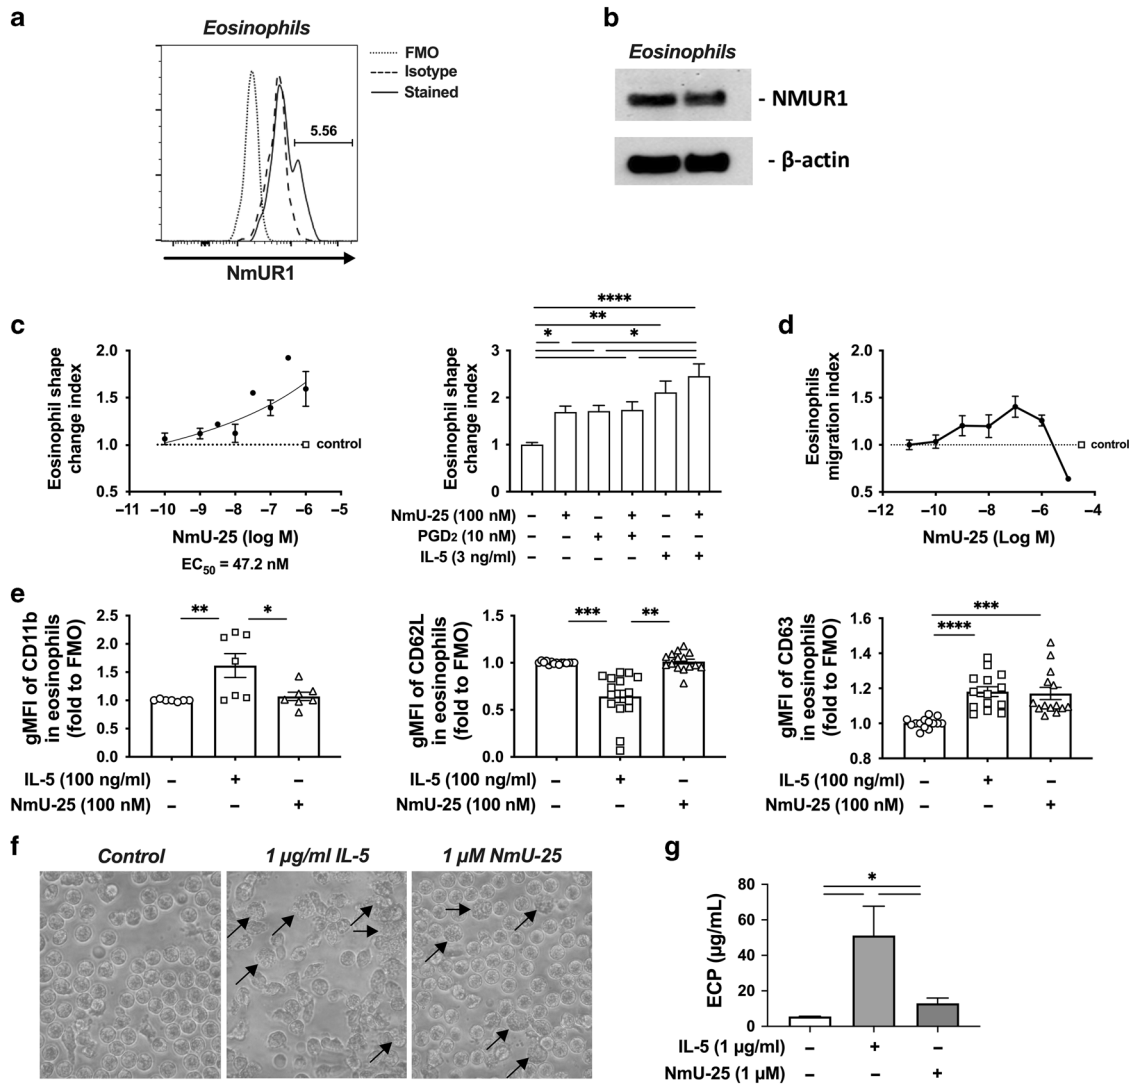 a
Eosinophils
FMO
Isotype
Stained
5.56
NmUR1
b
Eosinophils
- NMUR1
- β-actin
c
Eosinophil shape
change index
2.0
1.5
1.0
0.5
control
−11 −10 −9 −8 −7 −6 −5
NmU-25 (log M)
EC50 = 47.2 nM
Eosinophil shape
change index
3
2
1
0
****
**
* *
NmU-25 (100 nM) − + − + − +
PGD2 (10 nM) − − + + − −
IL-5 (3 ng/ml) − − − − + +
d
Eosinophils
migration index
2.0
1.5
1.0
0.5
control
−12 −10 −8 −6 −4
NmU-25 (Log M)
e
gMFI of CD11b
in eosinophils
(fold to FMO)
2.5
2.0
1.5
1.0
0.5
0.0
** *
IL-5 (100 ng/ml) − + −
NmU-25 (100 nM) − − +
gMFI of CD62L
in eosinophils
(fold to FMO)
1.5
1.0
0.5
0.0
*** **
IL-5 (100 ng/ml) − + −
NmU-25 (100 nM) − − +
gMFI of CD63
in eosinophils
(fold to FMO)
1.6
1.4
1.2
1.0
0.8
***
****
IL-5 (100 ng/ml) − + −
NmU-25 (100 nM) − − +
f
Control
1 µg/ml IL-5
1 µM NmU-25
g
ECP (µg/mL)
80
60
40
20
0
*
IL-5 (1 µg/ml) − + −
NmU-25 (1 µM) − − +